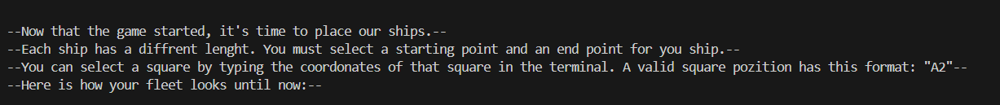 --Now that the game started, it's time to place our ships.--
--Each ship has a diffrent lenght. You must select a starting point and an end point for you ship.--
--You can select a square by typing the coordonates of that square in the terminal. A valid square pozition has this format: "A2"--
--Here is how your fleet looks until now:--